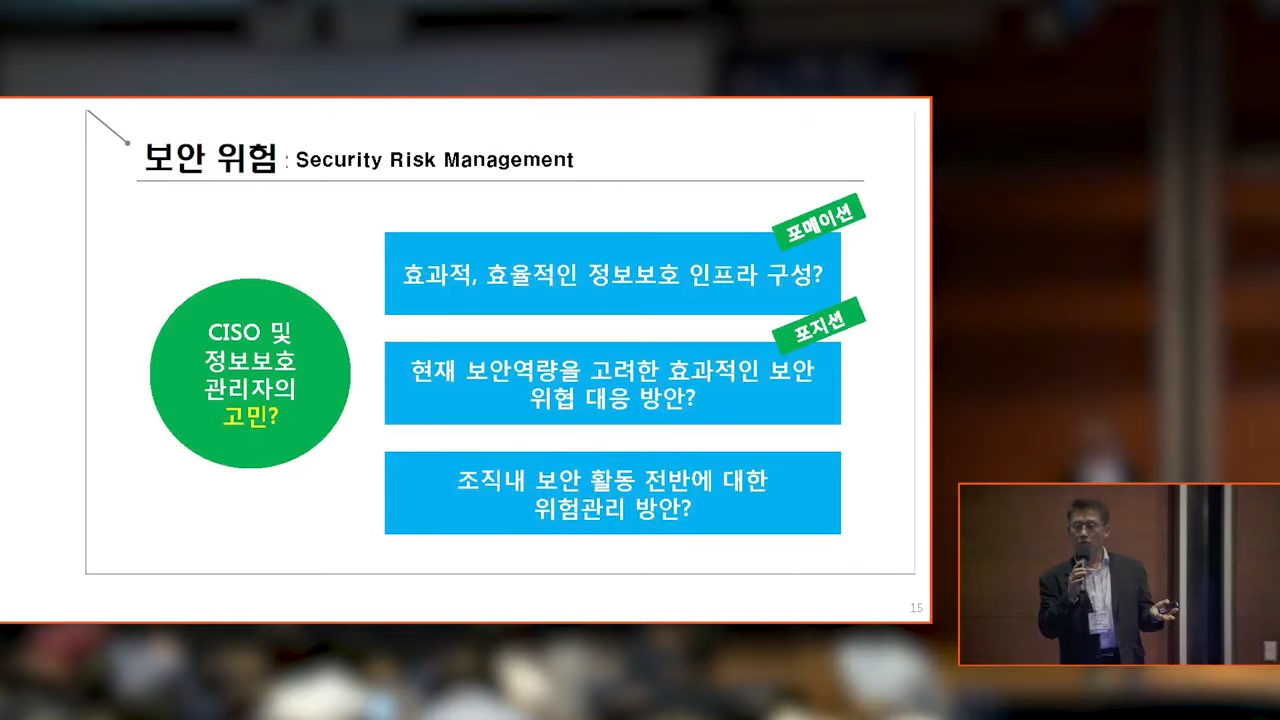 보안 위험 : Security Risk Management
CISO 및
정보보호
관리자의
고민?
포메이션
효과적, 효율적인 정보보호 인프라 구성?
포지션
현재 보안역량을 고려한 효과적인 보안
위협 대응 방안?
조직내 보안 활동 전반에 대한
위험관리 방안?
15